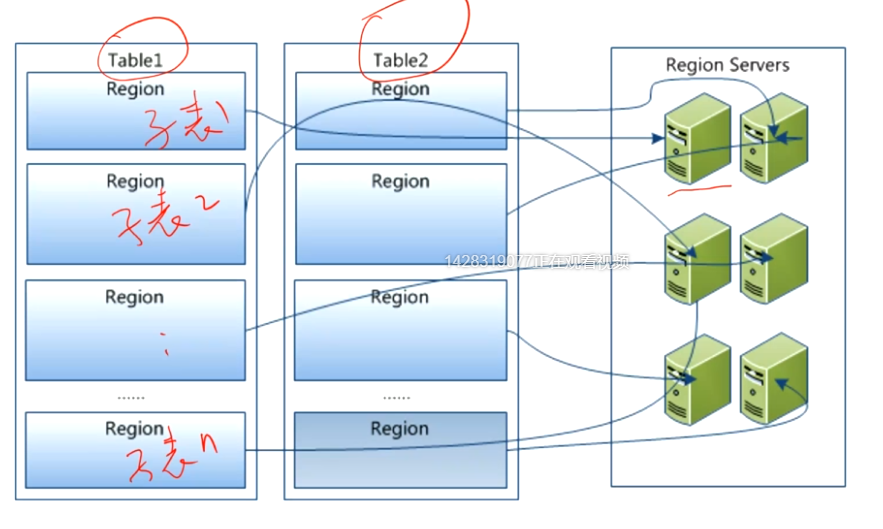 Table1
Region
子表1
Region
子表2
Region
⋮
......
Region
子表n
Table2
Region
Region
Region
......
Region
Region Servers
1428319077正在观看视频